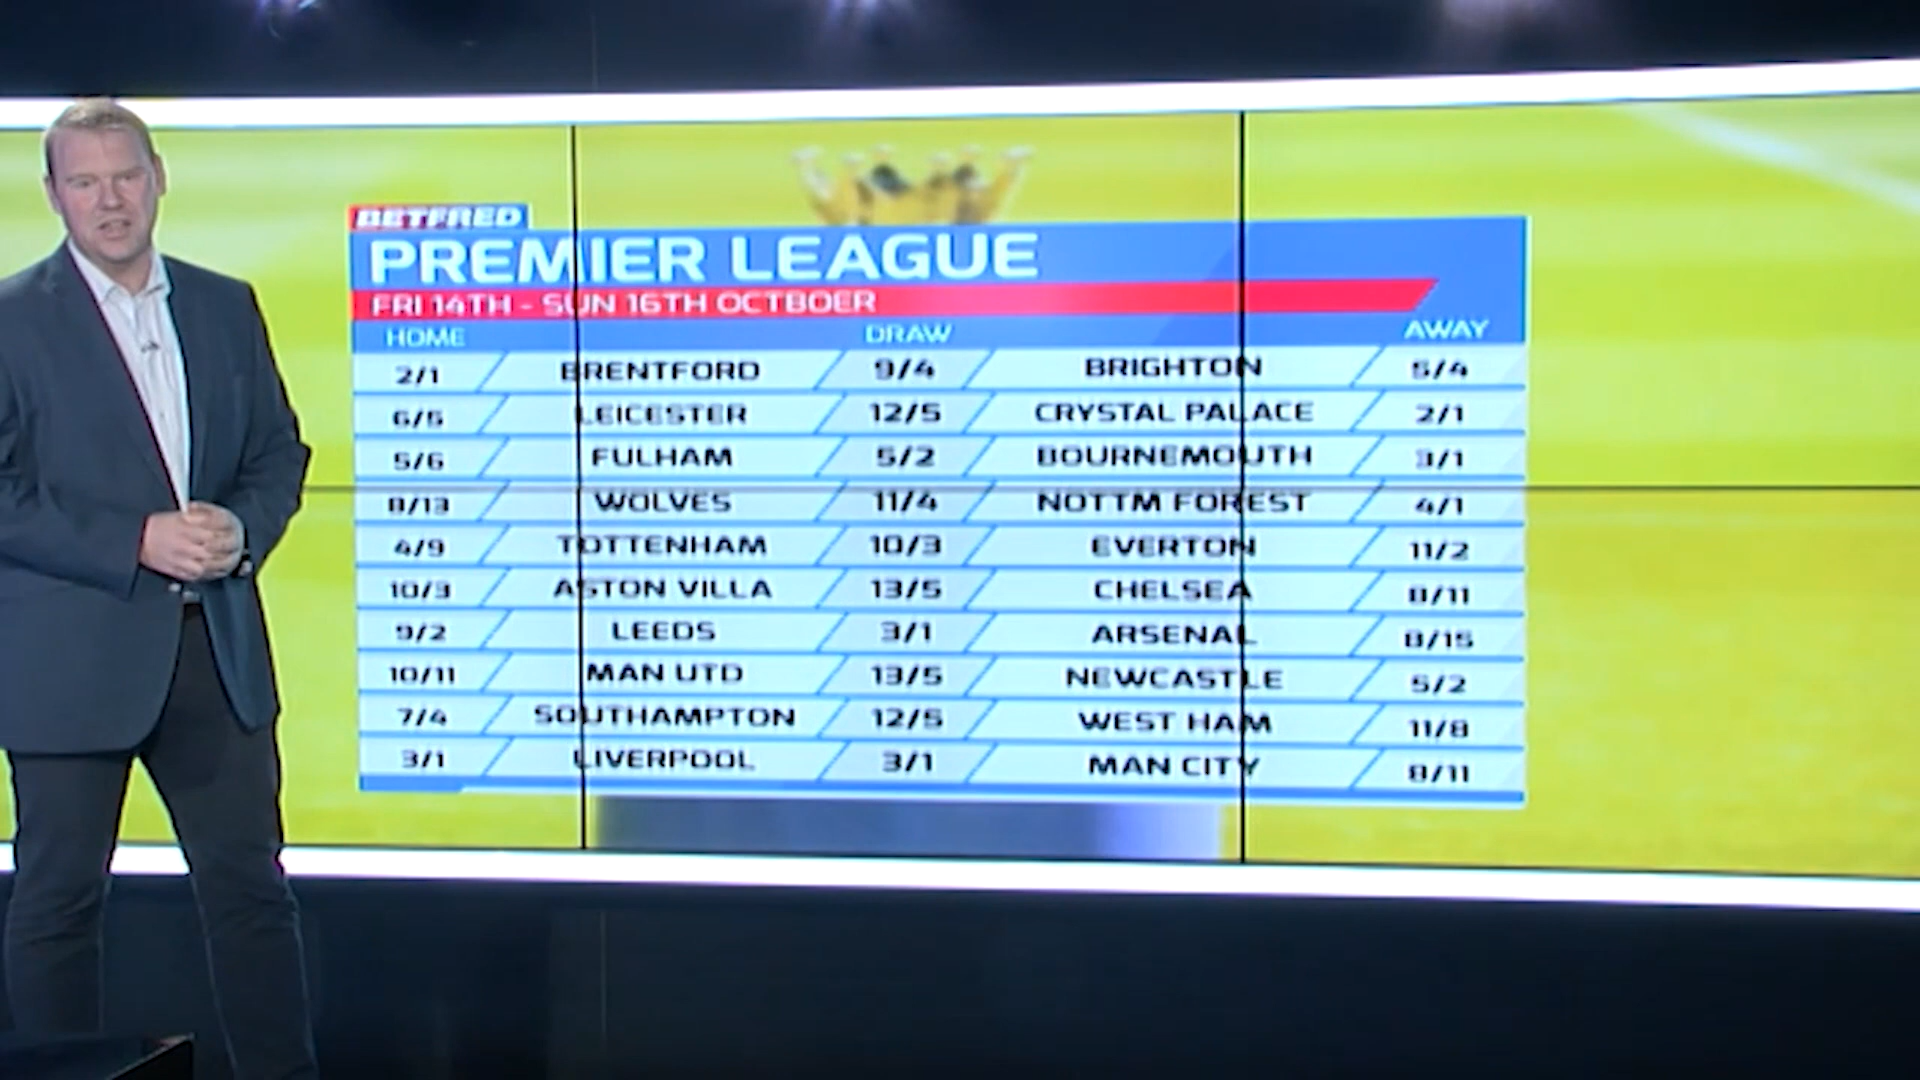 BETFRED
PREMIER LEAGUE
FRI 14TH - SUN 16TH OCTBOER
HOME DRAW AWAY
2/1 BRENTFORD 9/4 BRIGHTON 5/4
6/5 LEICESTER 12/5 CRYSTAL PALACE 2/1
5/6 FULHAM 5/2 BOURNEMOUTH 3/1
8/13 WOLVES 11/4 NOTTM FOREST 4/1
4/9 TOTTENHAM 10/3 EVERTON 11/2
10/3 ASTON VILLA 13/5 CHELSEA 8/11
9/2 LEEDS 3/1 ARSENAL 8/15
10/11 MAN UTD 13/5 NEWCASTLE 5/2
7/4 SOUTHAMPTON 12/5 WEST HAM 11/8
3/1 LIVERPOOL 3/1 MAN CITY 8/11